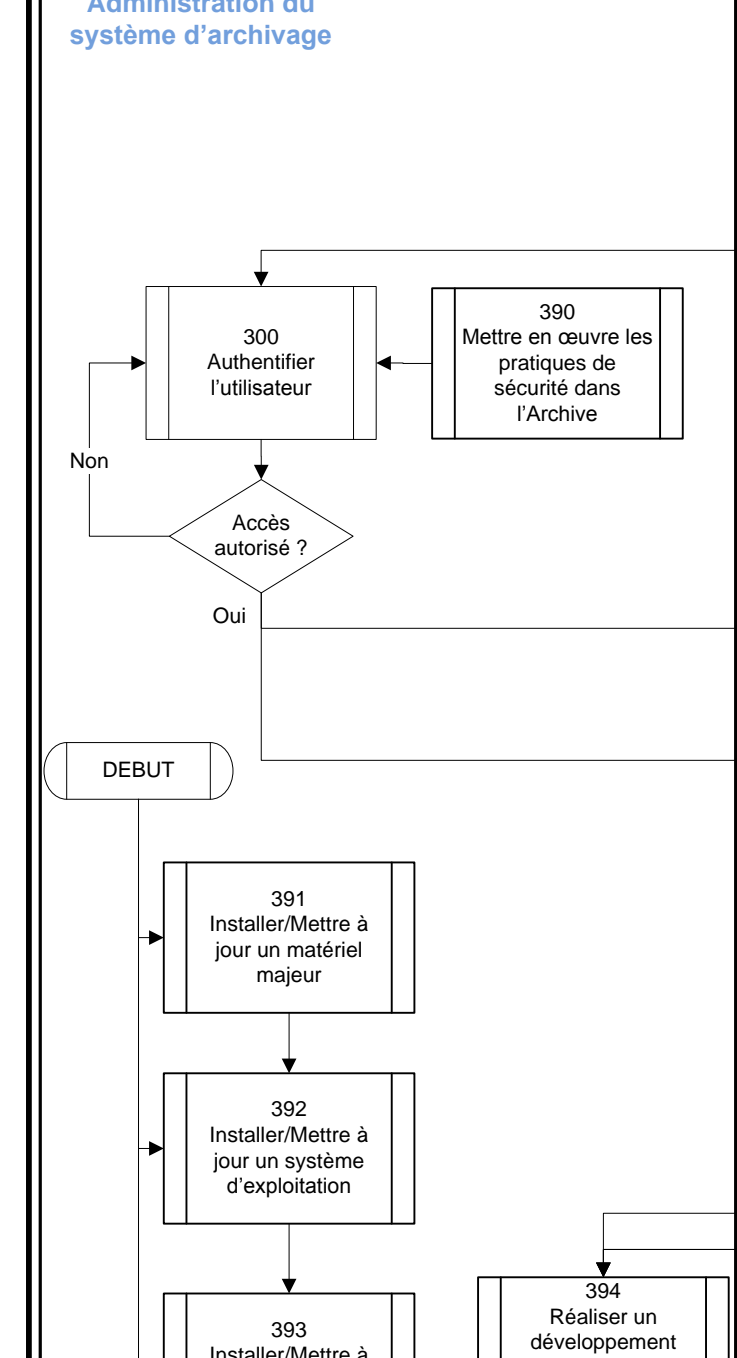 Administration du
système d'archivage
300
Authentifier
l'utilisateur
390
Mettre en œuvre les
pratiques de
sécurité dans
l'Archive
Non
Accès
autorisé ?
Oui
DEBUT
391
Installer/Mettre à
jour un matériel
majeur
392
Installer/Mettre à
jour un système
d'exploitation
393
Installer/Mettre à
394
Réaliser un
développement